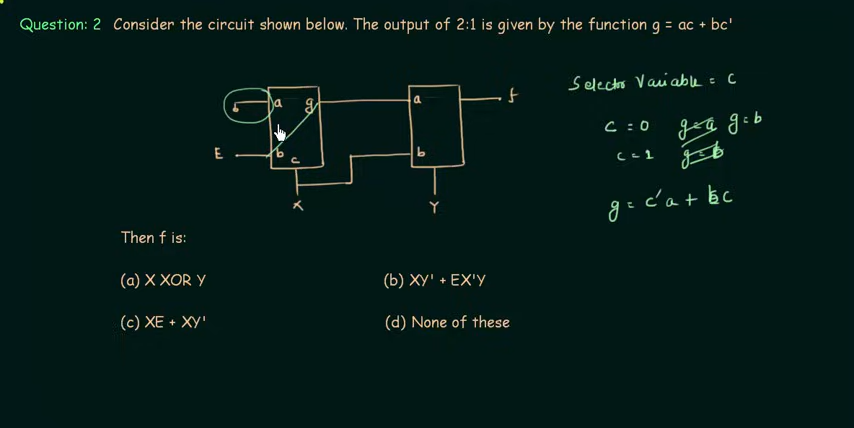 Question: 2 Consider the circuit shown below. The output of 2:1 is given by the function g = ac + bc'
Selector Variable = c
c = 0 g=a g=b
c = 1 g=b
g = c'a + bc
a g
E b c
X
a f
b
Y
Then f is:
(a) X XOR Y (b) XY' + EX'Y
(c) XE + XY' (d) None of these